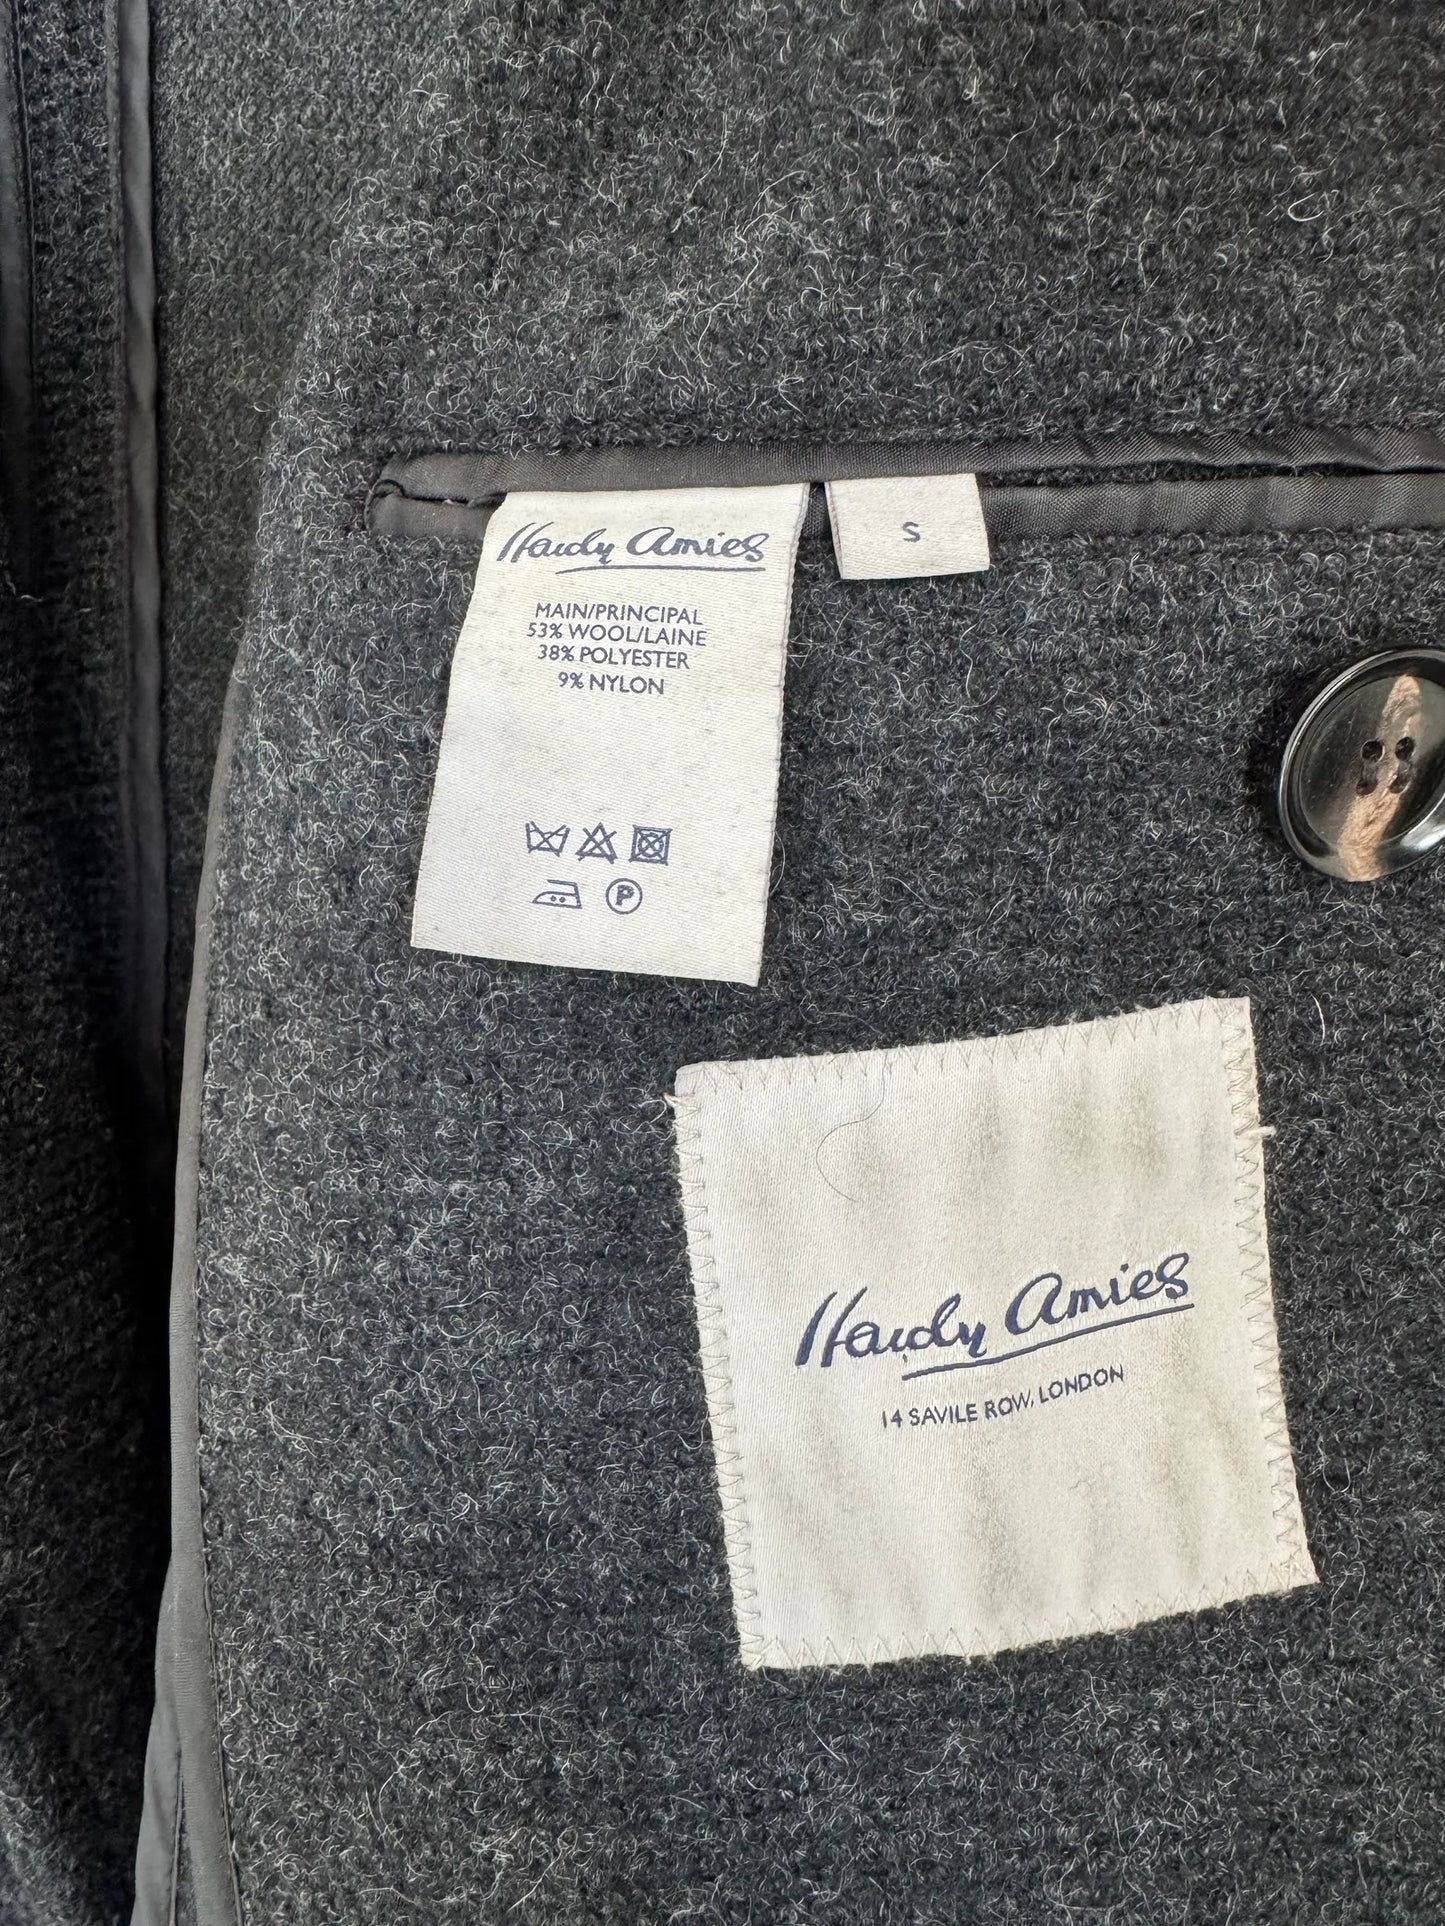 Hardy Amies
MAIN/PRINCIPAL
53% WOOL/LAINE
38% POLYESTER
9% NYLON
P
S
Hardy Amies
14 SAVILE ROW, LONDON